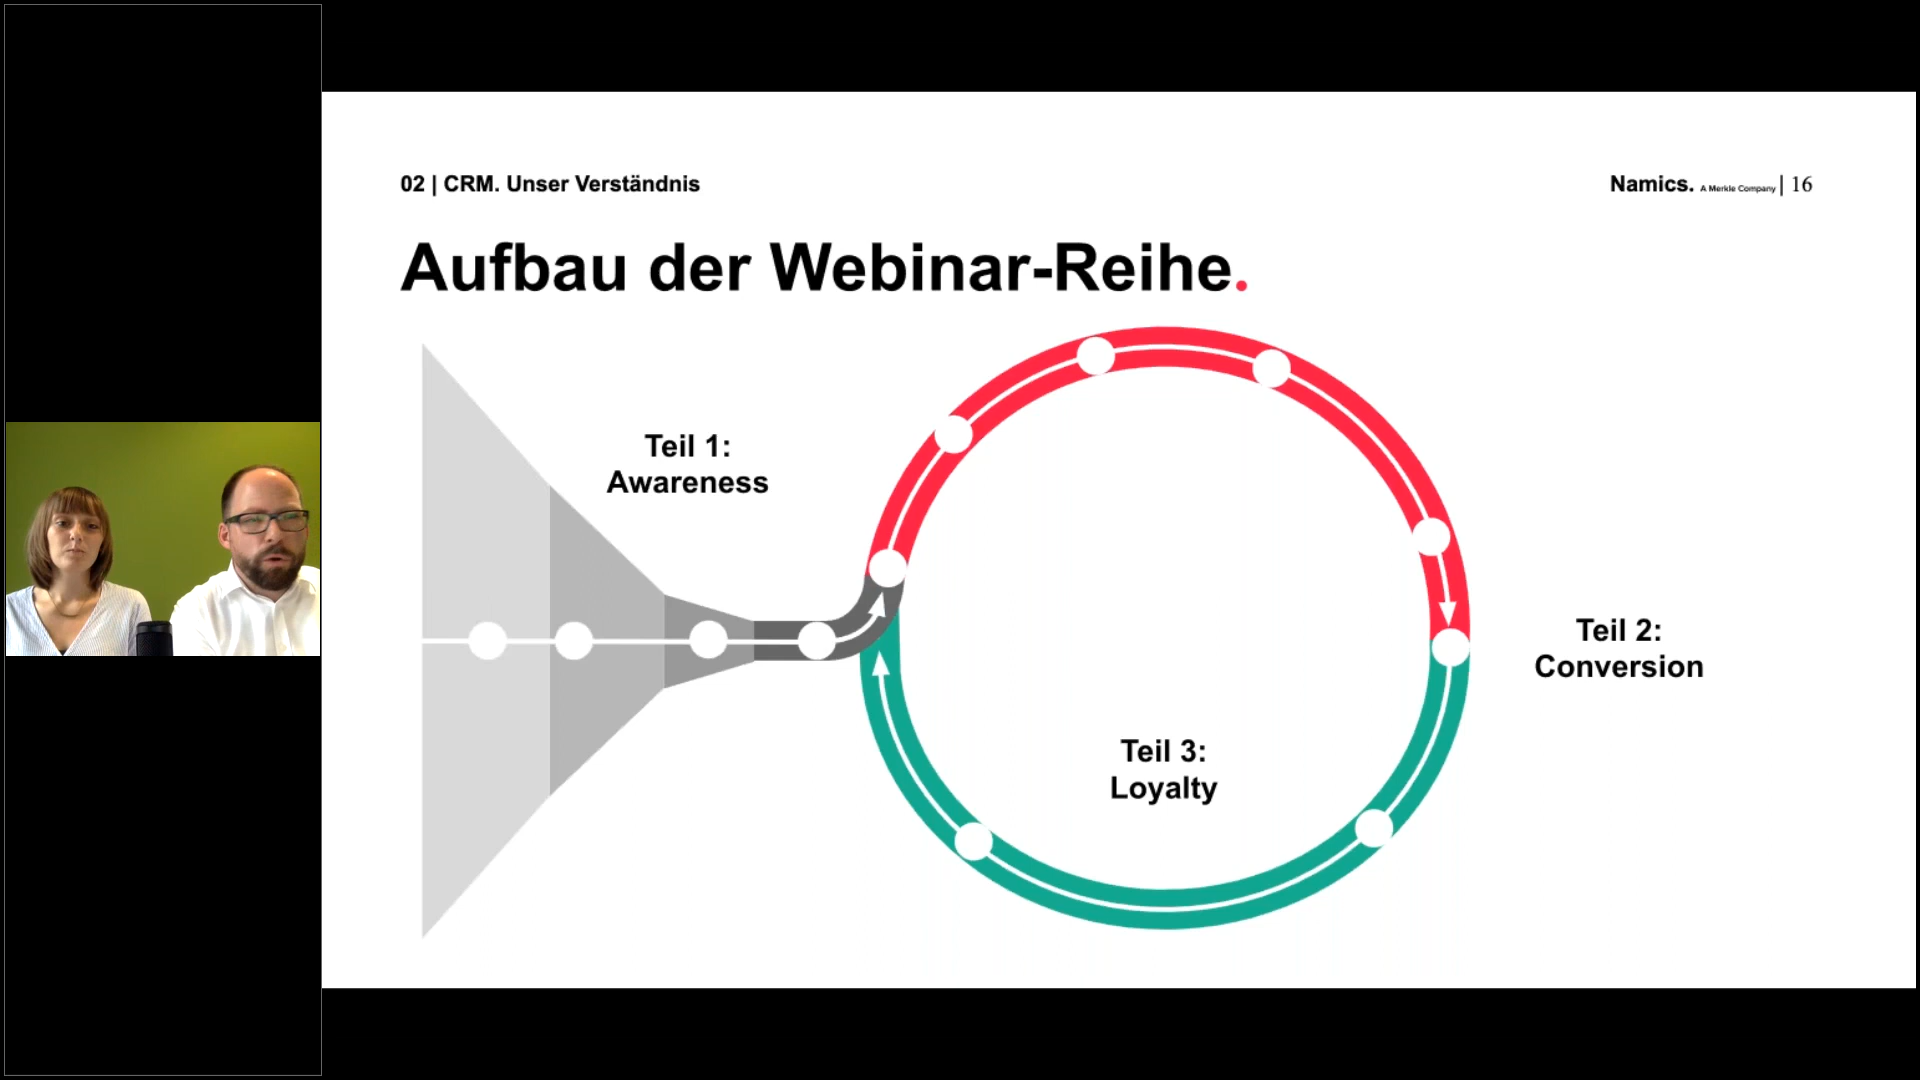 02 | CRM. Unser Verständnis
Namics. A Merkle Company | 16
Aufbau der Webinar-Reihe.
Teil 1:
Awareness
Teil 2:
Conversion
Teil 3:
Loyalty